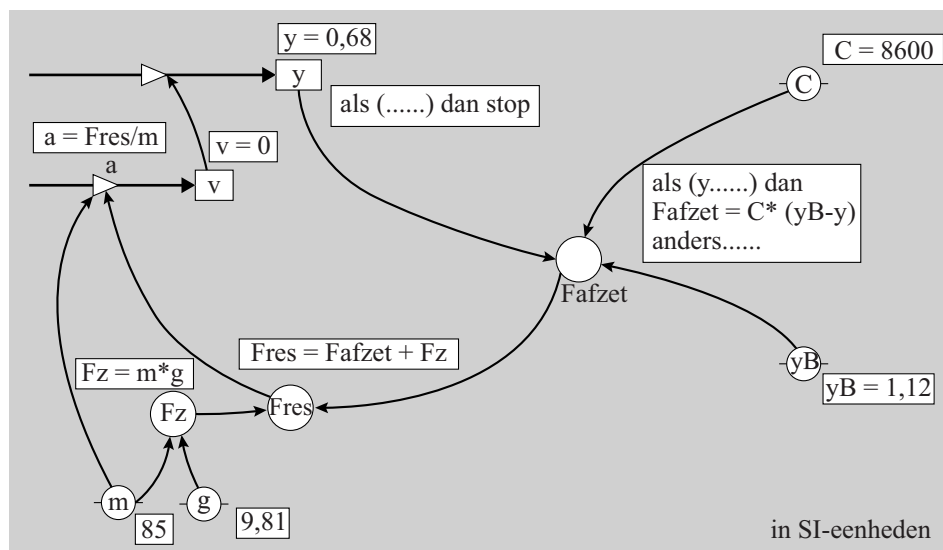 y = 0,68
C = 8600
y
C
als (......) dan stop
a = Fres/m
v = 0
a
v
als (y......) dan
Fafzet = C* (yB-y)
anders......
Fafzet
Fres = Fafzet + Fz
yB
Fz = m*g
yB = 1,12
Fz
Fres
m
g
85
9,81
in SI-eenheden